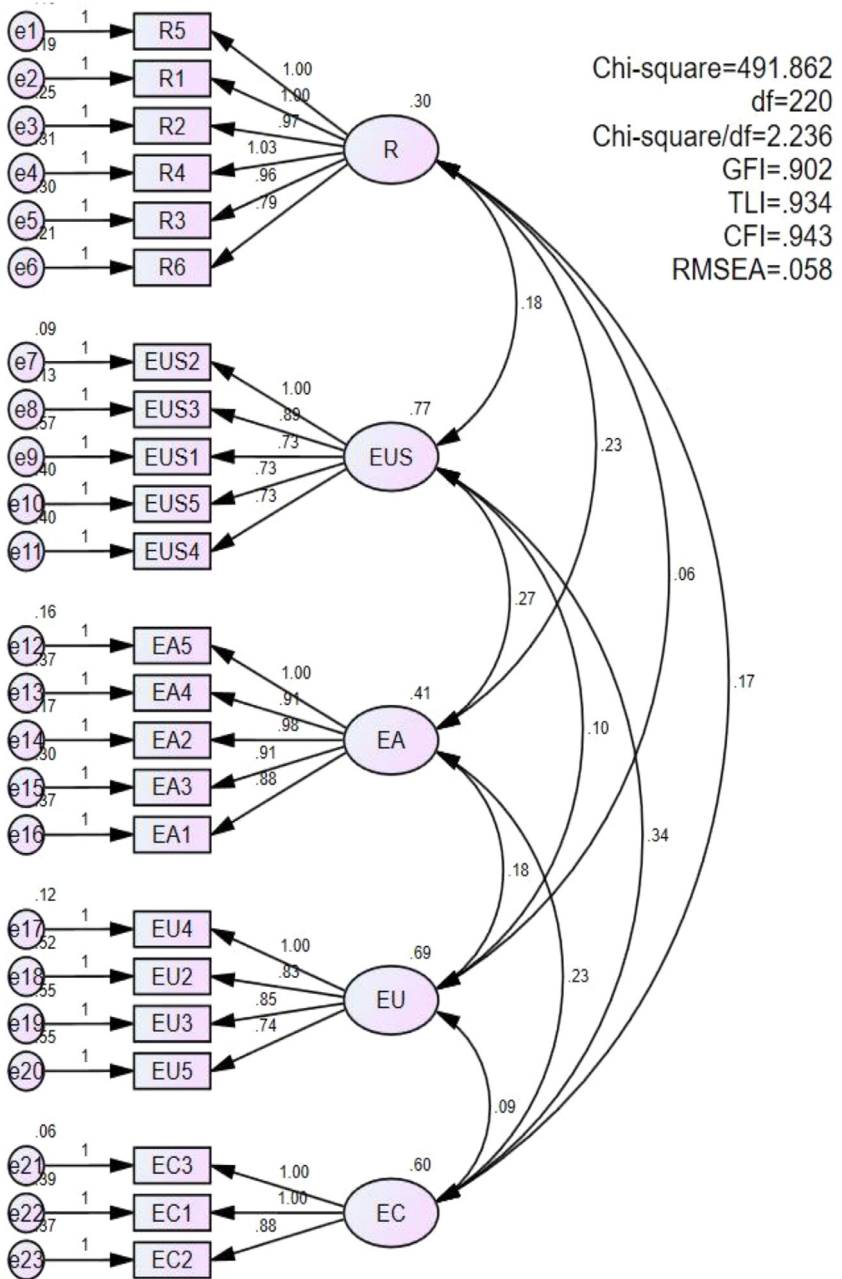 Chi-square=491.862
df=220
Chi-square/df=2.236
GFI=.902
TLI=.934
CFI=.943
RMSEA=.058
e1 1 R5
.19
e2 1 R1
.25
e3 1 R2
.31
e4 1 R4
.30
e5 1 R3
.21
e6 1 R6
1.00
1.00
.97
1.03
.96
.79
.30
R
.09
e7 1 EUS2
.13
e8 1 EUS3
.57
e9 1 EUS1
.40
e10 1 EUS5
.40
e11 1 EUS4
1.00
.89
.73
.73
.73
.77
EUS
.16
e12 1 EA5
.37
e13 1 EA4
.17
e14 1 EA2
.30
e15 1 EA3
.37
e16 1 EA1
1.00
.91
.98
.91
.88
.41
EA
.12
e17 1 EU4
.52
e18 1 EU2
.55
e19 1 EU3
.55
e20 1 EU5
1.00
.83
.85
.74
.69
EU
.06
e21 1 EC3
.39
e22 1 EC1
.37
e23 1 EC2
1.00
1.00
.88
.60
EC
.18
.23
.06
.17
.27
.10
.34
.18
.23
.09